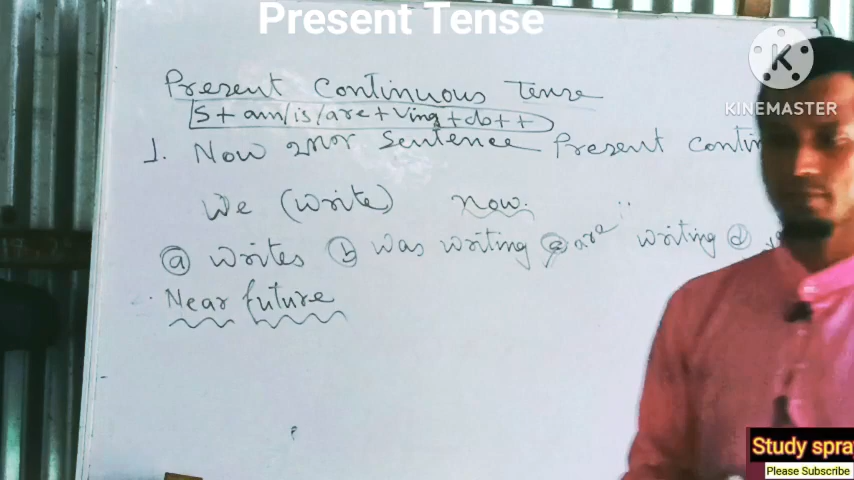 Present Tense
KINEMASTER
Present Continuous Tense
S + am/is/are + Ving + do + +
1. Now থাকলে Sentence Present contin
We (write) now.
ⓐ writes ⓑ was writing ⓒ are writing ⓓ
Near future
Study spra
Please Subscribe